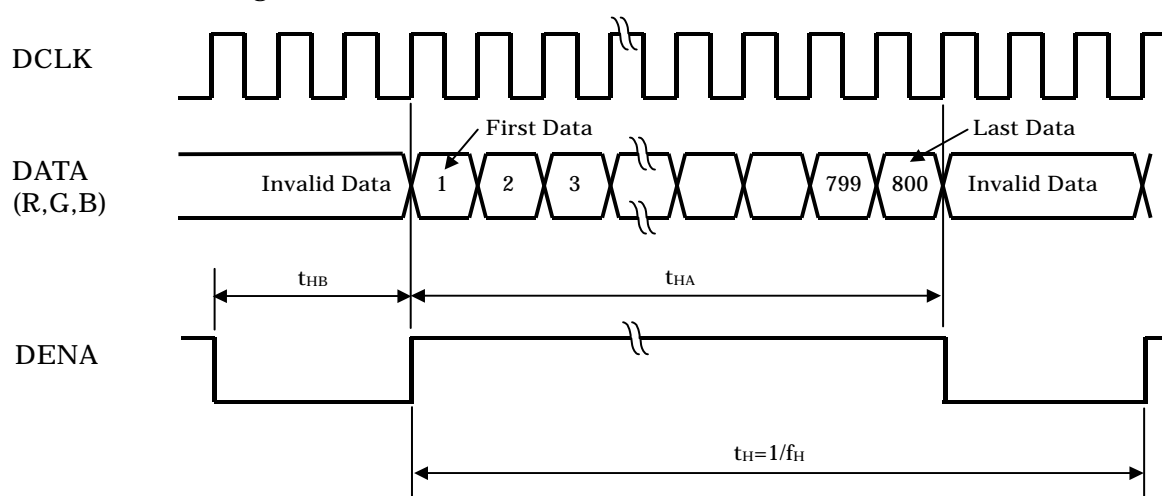 DCLK
First Data
Last Data
DATA
(R,G,B)
Invalid Data 1 2 3 799 800 Invalid Data
tHB tHA
DENA
tH=1/fH